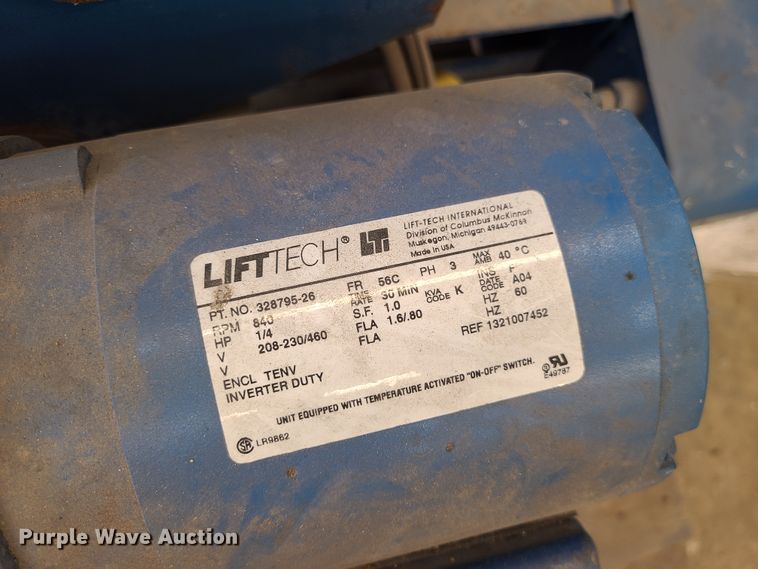 LIFTTECH® LTI
LIFT-TECH INTERNATIONAL
Division of Columbus McKinnon
Muskegon, Michigan 49443-0769
Made in USA
PT. NO. 328795-26 FR 56C PH 3 MAX AMB 40 °C
RPM 840 TIME RATE 30 MIN INS F
HP 1/4 S.F. 1.0 KVA CODE K DATE CODE A04
V 208-230/460 FLA 1.6/.80 HZ 60
V FLA HZ
REF 1321007452
ENCL TENV
INVERTER DUTY
UNIT EQUIPPED WITH TEMPERATURE ACTIVATED "ON-OFF" SWITCH.
E49787
LR9862
Purple Wave Auction